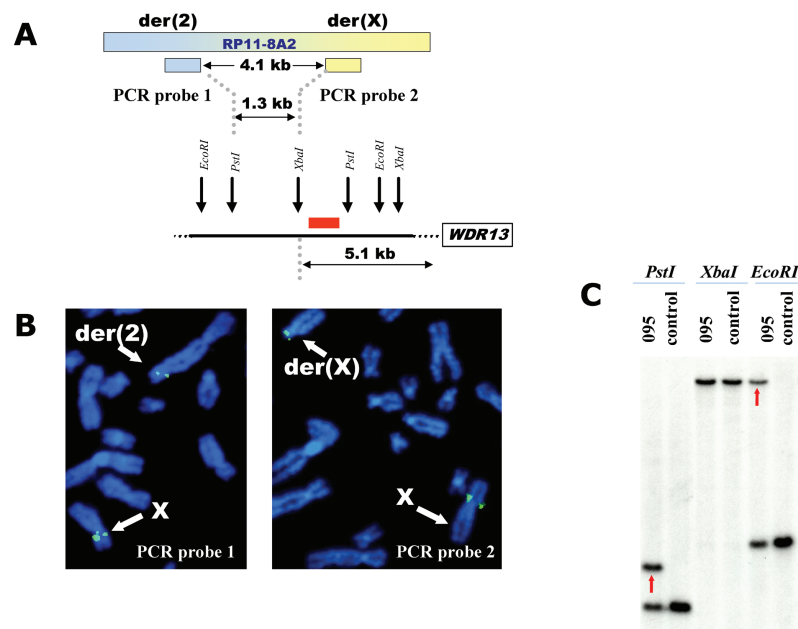 A
der(2) der(X)
RP11-8A2
4.1 kb
PCR probe 1 PCR probe 2
1.3 kb
EcoRI PstI XbaI PstI EcoRI XbaI
WDR13
5.1 kb
B
der(2)
X
PCR probe 1
der(X)
X
PCR probe 2
C
PstI XbaI EcoRI
095 control 095 control 095 control